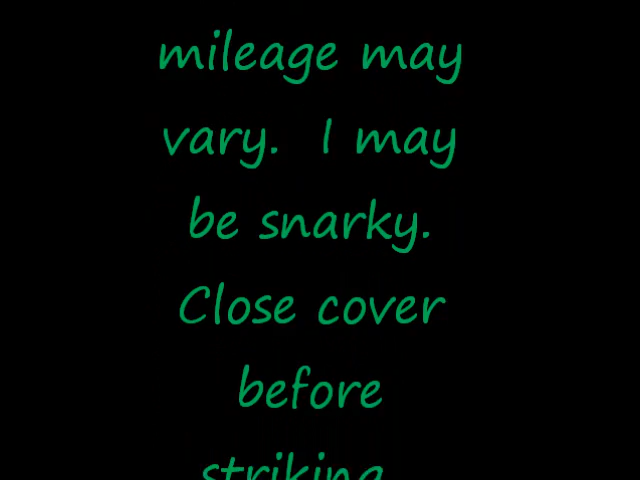 mileage may
vary.  I may
be snarky.
Close cover
before
striking